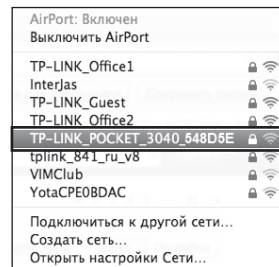 AirPort: Включен
Выключить AirPort
TP-LINK_Office1
InterJas
TP-LINK_Guest
TP-LINK_Office2
TP-LINK_POCKET_3040_548D5E
tplink_841_ru_v8
VIMClub
YotaCPE0BDAC
Подключиться к другой сети...
Создать сеть...
Открыть настройки Сети...